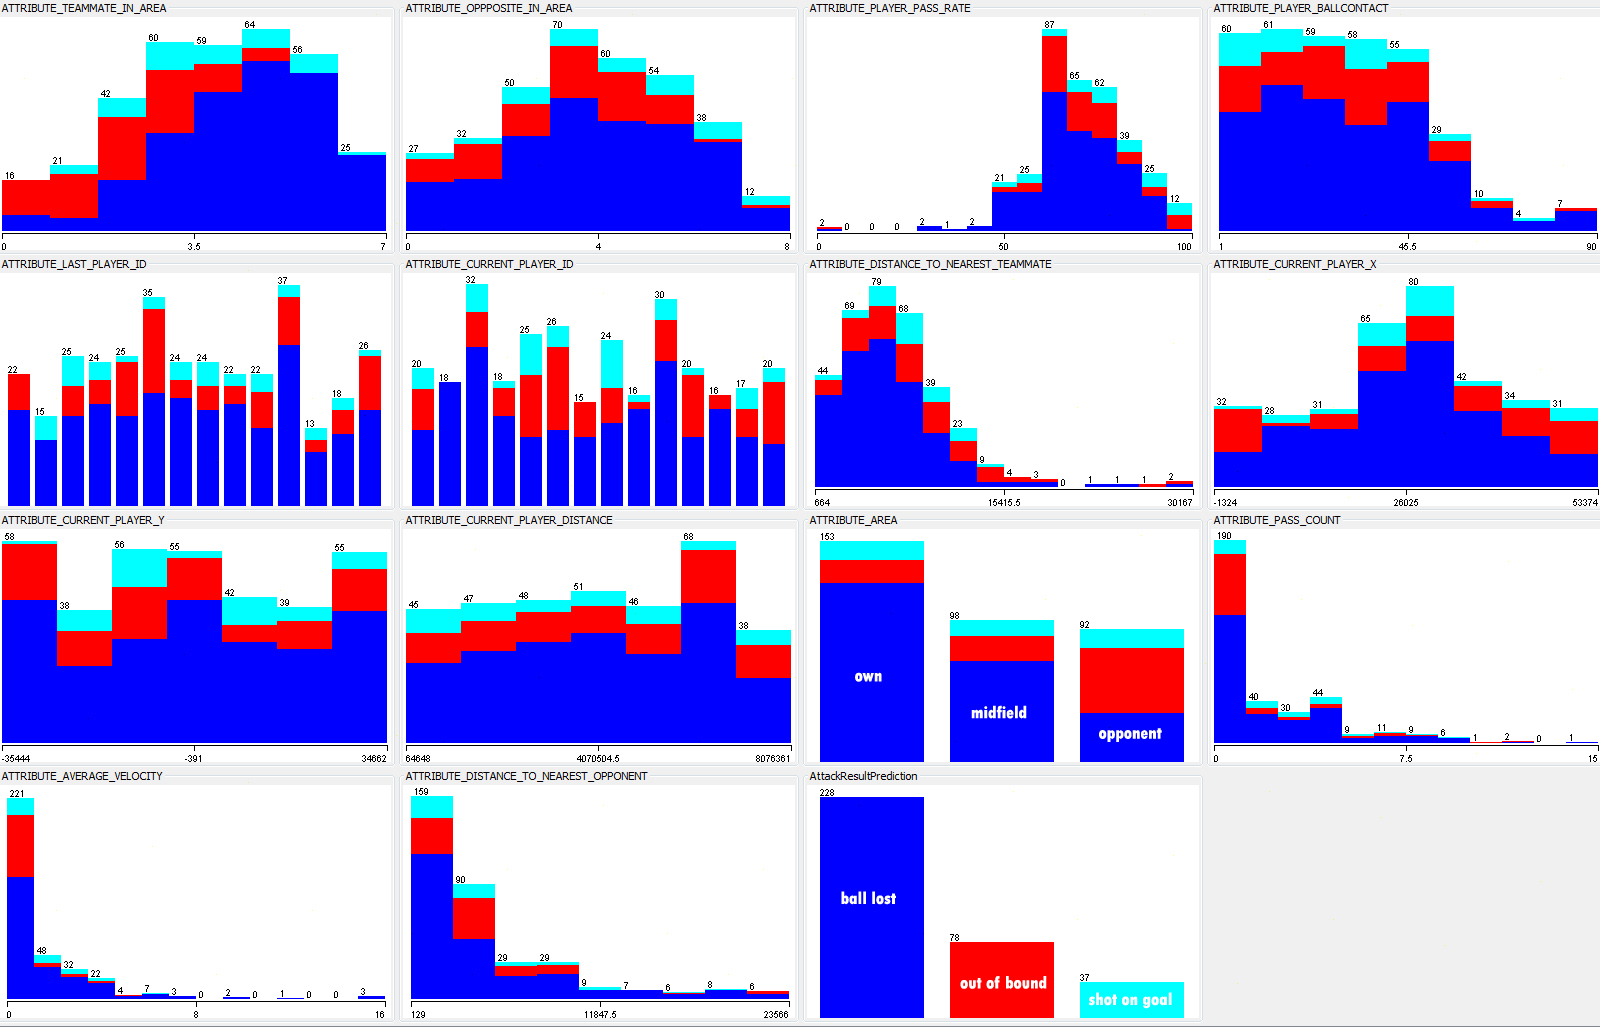 ATTRIBUTE_TEAMMATE_IN_AREA
16 21 42 60 59 64 56 25
0 3.5 7
ATTRIBUTE_OPPPOSITE_IN_AREA
27 32 50 70 60 54 38 12
0 4 8
ATTRIBUTE_PLAYER_PASS_RATE
2 0 0 0 2 1 2 21 25 87 65 62 39 25 12
0 50 100
ATTRIBUTE_PLAYER_BALLCONTACT
60 61 59 58 55 29 10 4 7
1 45.5 90
ATTRIBUTE_LAST_PLAYER_ID
22 15 25 24 25 35 24 24 22 22 37 13 18 26
ATTRIBUTE_CURRENT_PLAYER_ID
20 18 32 18 25 26 15 24 16 30 20 16 17 20
ATTRIBUTE_DISTANCE_TO_NEAREST_TEAMMATE
44 69 79 68 39 23 9 4 3 0 1 1 1 2
664 15415.5 30167
ATTRIBUTE_CURRENT_PLAYER_X
32 28 31 65 80 42 34 31
-1324 26025 53374
ATTRIBUTE_CURRENT_PLAYER_Y
58 38 56 55 42 39 55
-35444 -391 34662
ATTRIBUTE_CURRENT_PLAYER_DISTANCE
45 47 48 51 46 68 38
64648 4070504.5 8076361
ATTRIBUTE_AREA
153 98 92
own
midfield
opponent
ATTRIBUTE_PASS_COUNT
190 40 30 44 9 11 9 6 1 2 0 1
0 7.5 15
ATTRIBUTE_AVERAGE_VELOCITY
221 48 32 22 4 7 3 0 2 0 1 0 0 3
0 8 16
ATTRIBUTE_DISTANCE_TO_NEAREST_OPPONENT
159 90 29 29 9 7 6 8 6
129 11847.5 23566
AttackResultPrediction
228 78 37
ball lost
out of bound
shot on goal